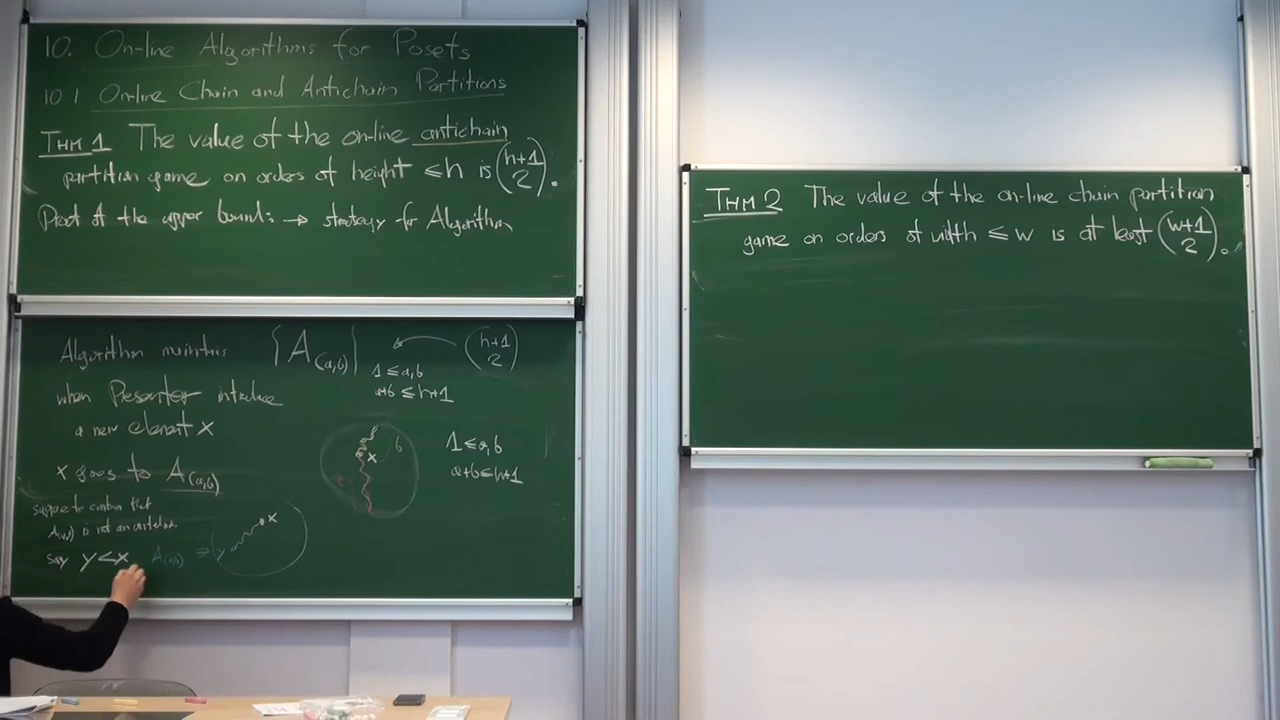 10. On-line Algorithms for Posets
10.1 On-line Chain and Antichain Partitions
THM 1 The value of the on-line antichain
partition game on orders of height ≤ h is (h+1 2).
Proof of the upper bound: → strategy for Algorithm
Algorithm maintains {A(a,b)} ← (h+1 2)
1 ≤ a,b
a+b ≤ h+1
when Presenter introduce
a new element x
x goes to A(a,b)
x b
1 ≤ a,b
a+b ≤ h+1
suppose to contrary that
A(a,b) is not an antichain
say y<x A(a,b) ∋ y x
THM 2 The value of the on-line chain partition
game on orders of width ≤ w is at least (w+1 2).